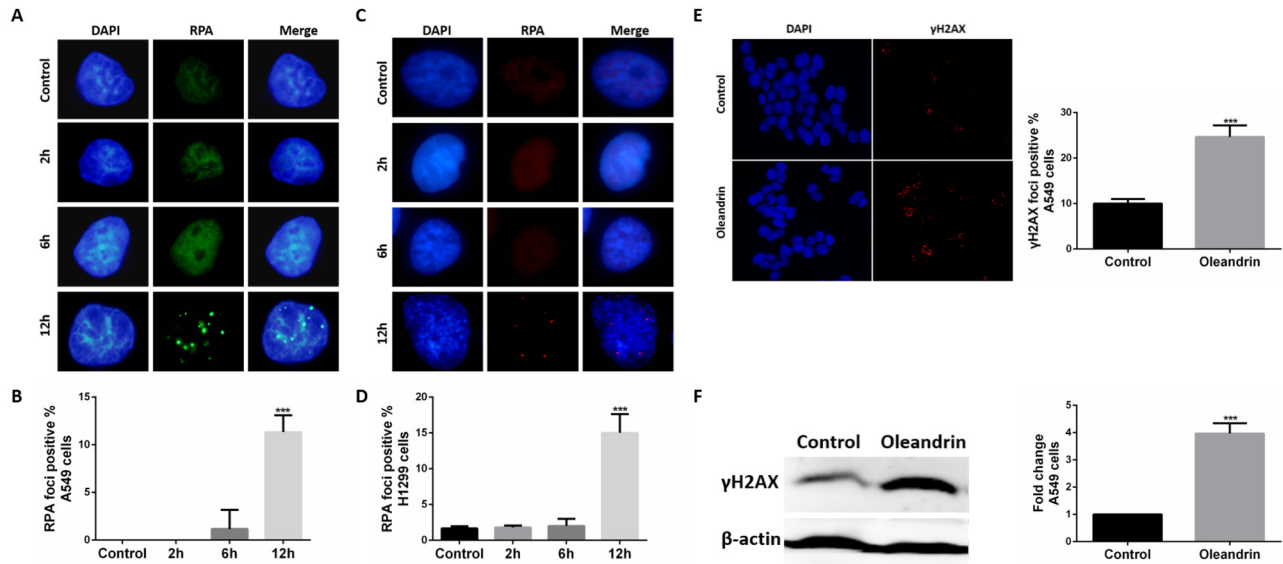 A
DAPI RPA Merge
Control
2h
6h
12h
B
RPA foci positive %
A549 cells
15
10
5
0
***
Control 2h 6h 12h
C
DAPI RPA Merge
Control
2h
6h
12h
D
RPA foci positive %
H1299 cells
20
15
10
5
0
***
Control 2h 6h 12h
E
DAPI γH2AX
Control
Oleandrin
γH2AX foci positive %
A549 cells
30
20
10
0
***
Control Oleandrin
F
Control Oleandrin
γH2AX
β-actin
Fold change
A549 cells
5
4
3
2
1
0
***
Control Oleandrin